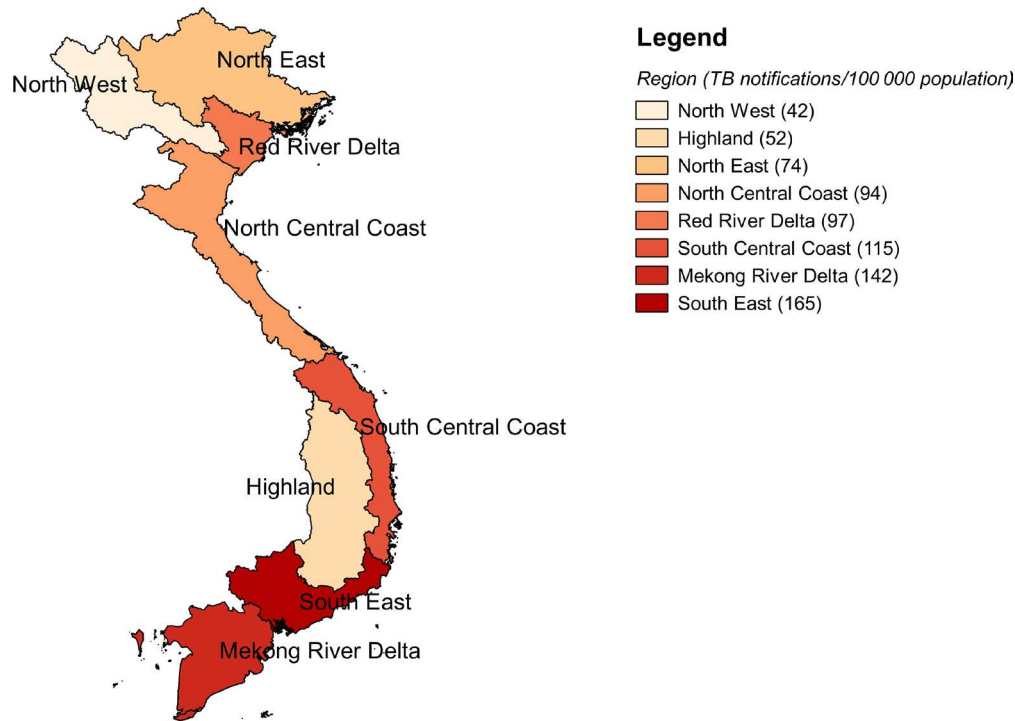 North East
North West
Red River Delta
North Central Coast
South Central Coast
Highland
South East
Mekong River Delta
Legend
Region (TB notifications/100 000 population)
North West (42)
Highland (52)
North East (74)
North Central Coast (94)
Red River Delta (97)
South Central Coast (115)
Mekong River Delta (142)
South East (165)